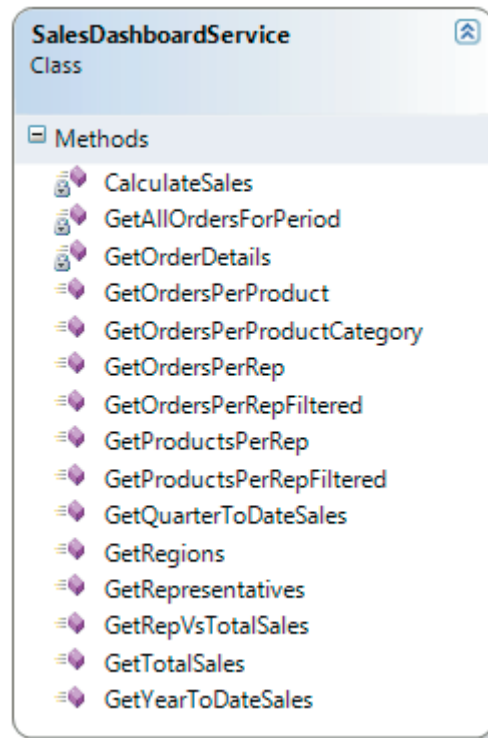 SalesDashboardService
Class
Methods
CalculateSales
GetAllOrdersForPeriod
GetOrderDetails
GetOrdersPerProduct
GetOrdersPerProductCategory
GetOrdersPerRep
GetOrdersPerRepFiltered
GetProductsPerRep
GetProductsPerRepFiltered
GetQuarterToDateSales
GetRegions
GetRepresentatives
GetRepVsTotalSales
GetTotalSales
GetYearToDateSales